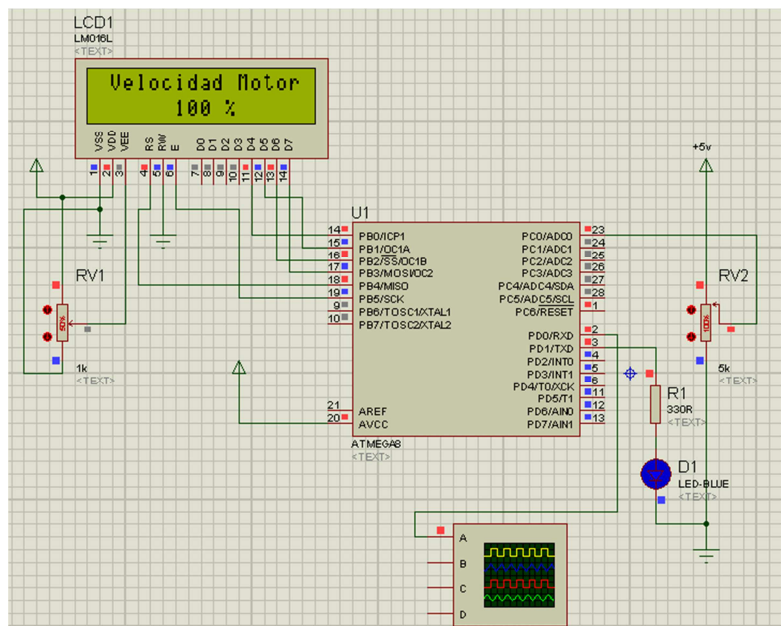 LCD1
LM016L
<TEXT>
Velocidad Motor
100 %
VSS
VDD
VEE
RS
RW
E
D0
D1
D2
D3
D4
D5
D6
D7
1
2
3
4
5
6
7
8
9
10
11
12
13
14
+5v
U1
14 PB0/ICP1 PC0/ADC0 23
15 PB1/OC1A PC1/ADC1 24
16 PB2/SS/OC1B PC2/ADC2 25
17 PB3/MOSI/OC2 PC3/ADC3 26
18 PB4/MISO PC4/ADC4/SDA 27
19 PB5/SCK PC5/ADC5/SCL 28
9 PB6/TOSC1/XTAL1 PC6/RESET 1
10 PB7/TOSC2/XTAL2
PD0/RXD 2
PD1/TXD 3
PD2/INT0 4
PD3/INT1 5
PD4/T0/XCK 6
PD5/T1 11
21 AREF PD6/AIN0 12
20 AVCC PD7/AIN1 13
ATMEGA8
<TEXT>
RV1
50%
1k
<TEXT>
RV2
100%
5k
<TEXT>
R1
330R
<TEXT>
D1
LED-BLUE
<TEXT>
A
B
C
D